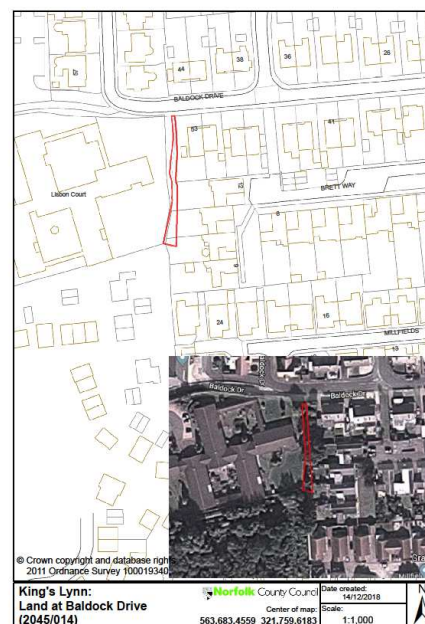 38
36
26
44
BALDOCK DRIVE
53
41
Lisbon Court
BRETT WAY
8
24
16
MILLFIELDS
Baldock Dr
Baldock Dr
© Crown copyright and database right
2011 Ordnance Survey 100019340
King's Lynn:
Land at Baldock Drive
(2045/014)
Norfolk County Council
Center of map:
563,683.4559 321,759.6183
Date created:
14/12/2018
Scale:
1:1,000
N